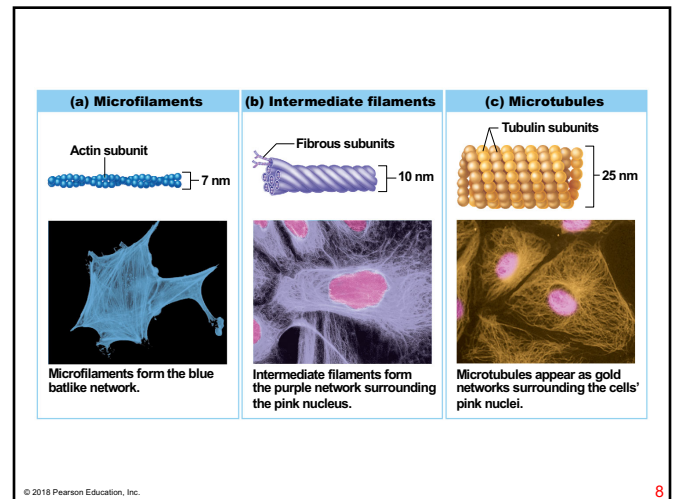 (a) Microfilaments
Actin subunit
7 nm
Microfilaments form the blue
batlike network.
(b) Intermediate filaments
Fibrous subunits
10 nm
Intermediate filaments form
the purple network surrounding
the pink nucleus.
(c) Microtubules
Tubulin subunits
25 nm
Microtubules appear as gold
networks surrounding the cells’
pink nuclei.
© 2018 Pearson Education, Inc.
8